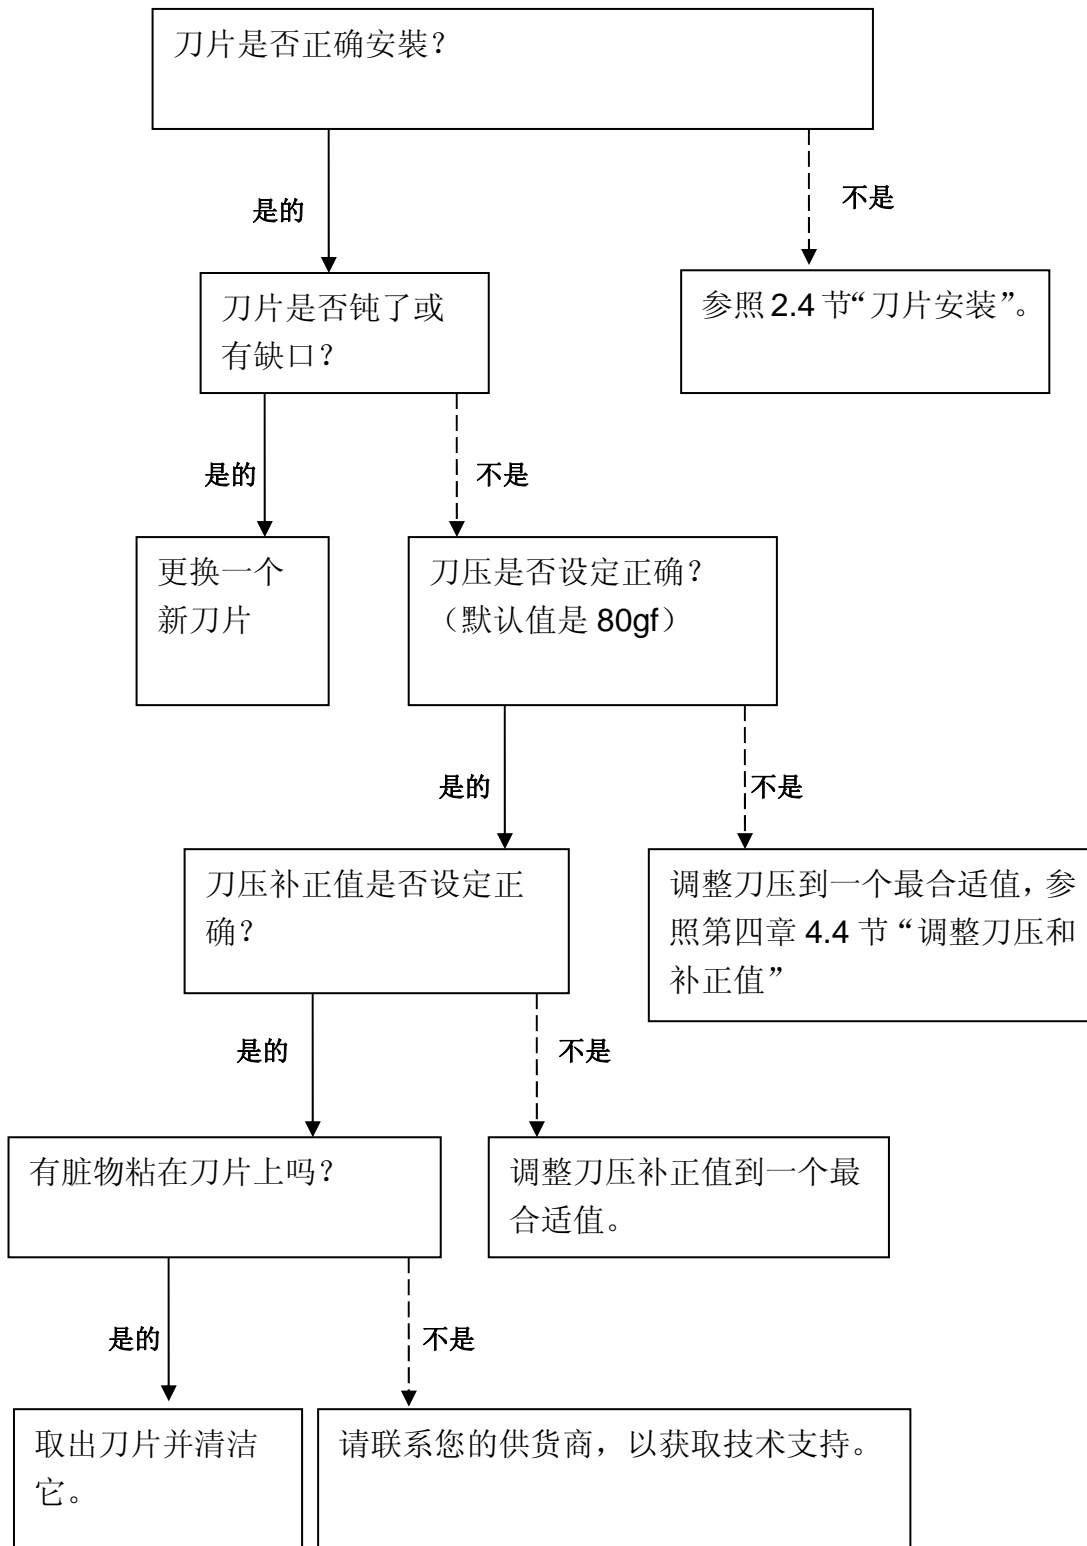 刀片是否正确安装？
是的
不是
刀片是否钝了或
有缺口？
参照 2.4 节“刀片安装”。
是的
不是
更换一个
新刀片
刀压是否设定正确？
（默认值是 80gf）
是的
不是
刀压补正值是否设定正
确？
调整刀压到一个最合适值，参
照第四章 4.4 节“调整刀压和
补正值”
是的
不是
有脏物粘在刀片上吗？
调整刀压补正值到一个最
合适值。
是的
不是
取出刀片并清洁
它。
请联系您的供货商，以获取技术支持。